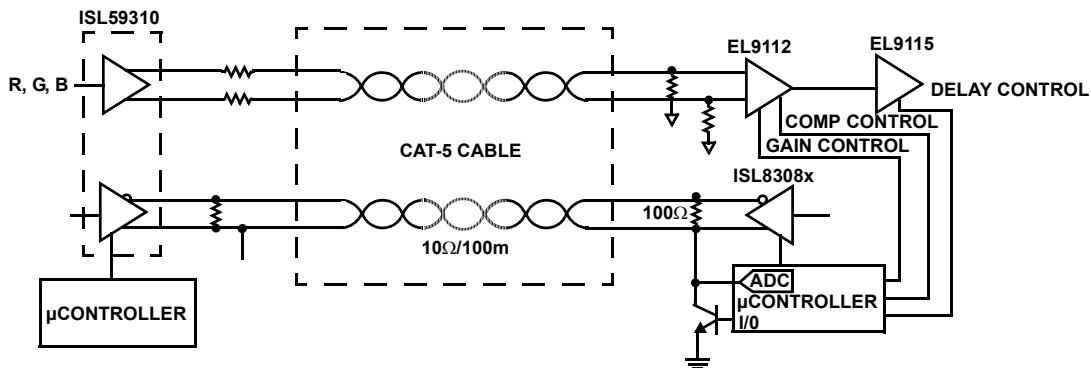 ISL59310
R, G, B
EL9112
EL9115
DELAY CONTROL
COMP CONTROL
GAIN CONTROL
CAT-5 CABLE
ISL8308x
100Ω
10Ω/100m
ADC
µCONTROLLER
I/0
µCONTROLLER